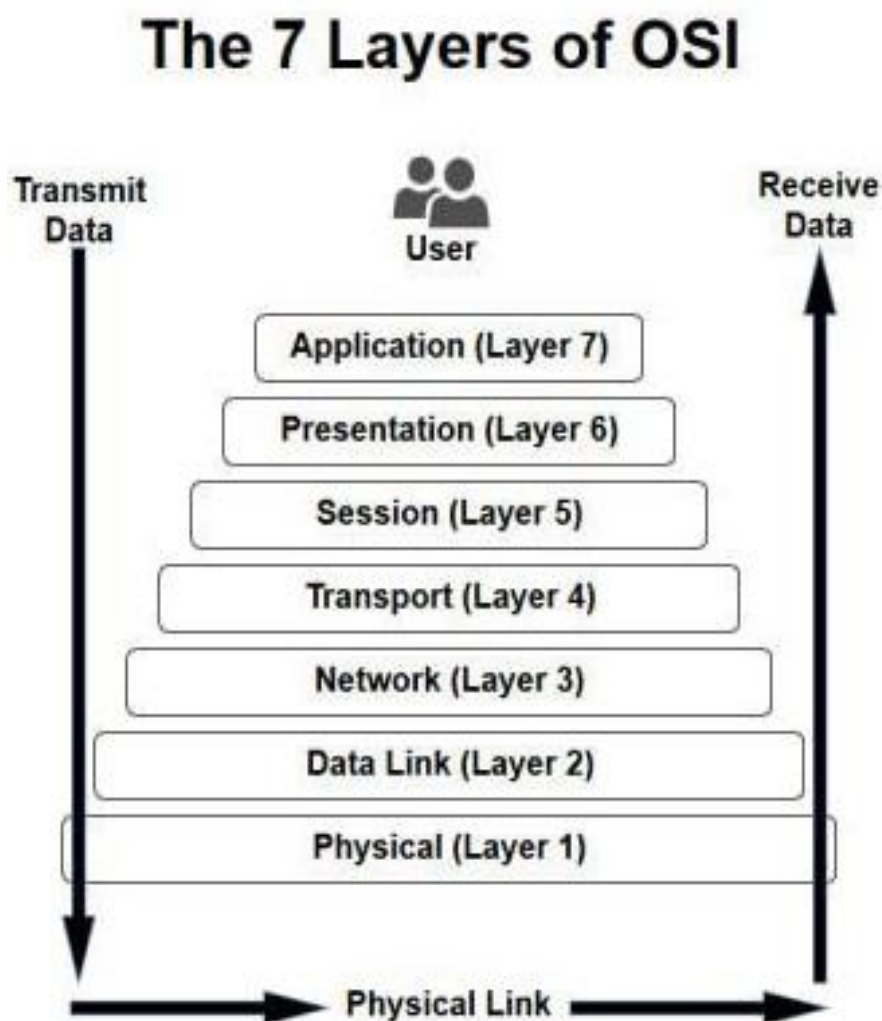 The 7 Layers of OSI
Transmit
Data
User
Receive
Data
Application (Layer 7)
Presentation (Layer 6)
Session (Layer 5)
Transport (Layer 4)
Network (Layer 3)
Data Link (Layer 2)
Physical (Layer 1)
Physical Link